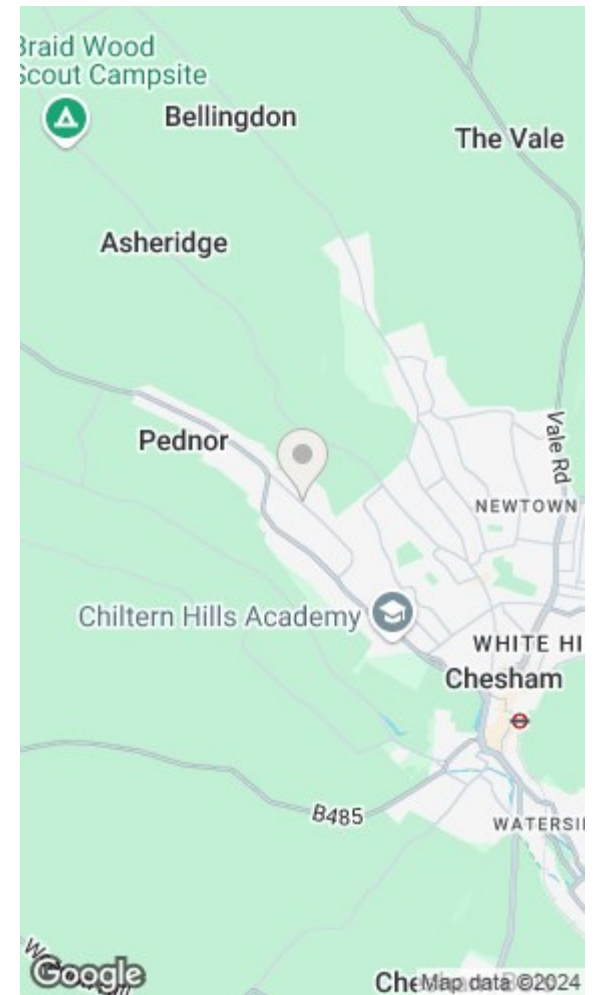 Braid Wood
Scout Campsite
Bellingdon
The Vale
Asheridge
Pednor
Vale Rd
NEWTOWN
Chiltern Hills Academy
WHITE HI
Chesham
B485
WATERSI
Google
Map data ©2024